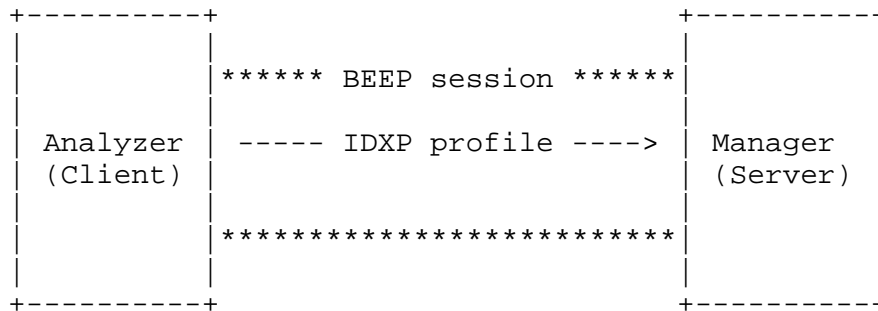 +----------+ +----------
****** BEEP session ******
Analyzer ----- IDXP profile ----> Manager
(Client) (Server)
**************************
+----------+ +----------